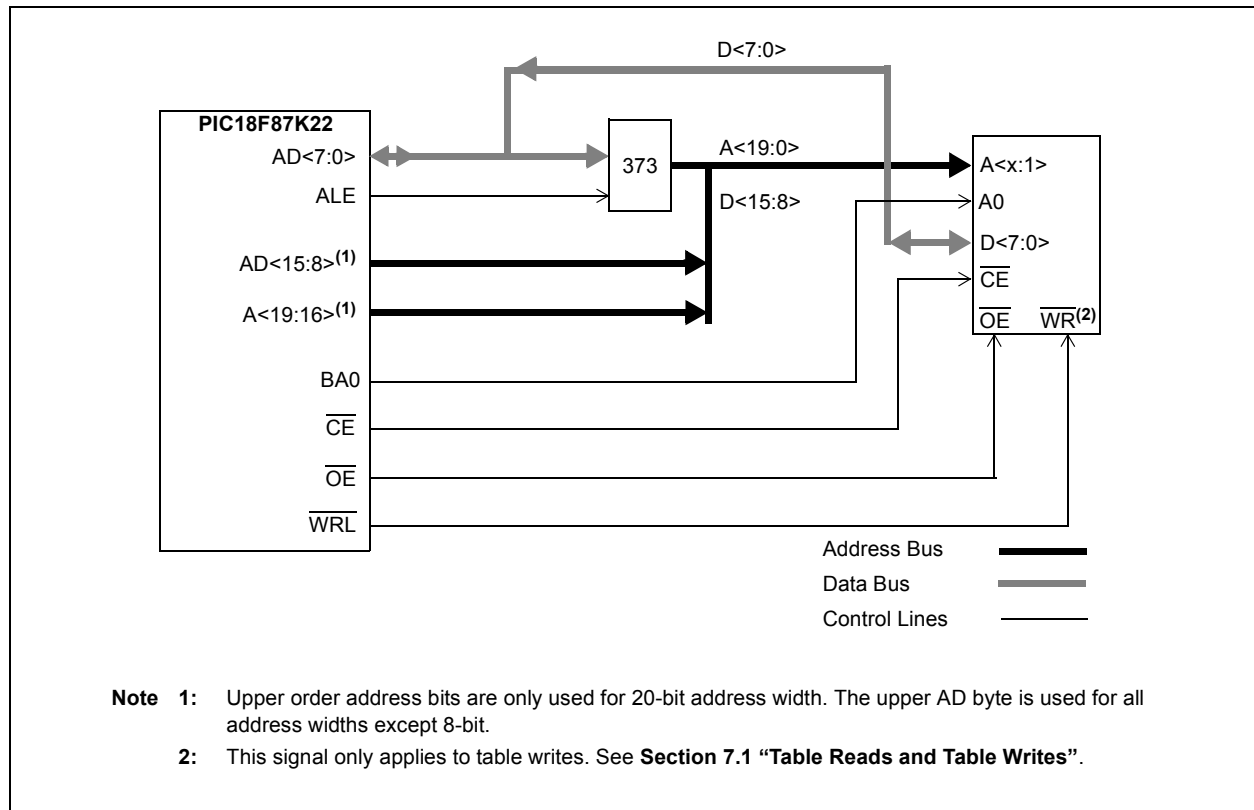 D<7:0>
PIC18F87K22
AD<7:0>
373
A<19:0>
A<x:1>
ALE
D<15:8>
A0
AD<15:8>(1)
D<7:0>
CE
A<19:16>(1)
OE WR(2)
BA0
CE
OE
WRL
Address Bus
Data Bus
Control Lines
Note 1: Upper order address bits are only used for 20-bit address width. The upper AD byte is used for all
address widths except 8-bit.
2: This signal only applies to table writes. See Section 7.1 “Table Reads and Table Writes”.